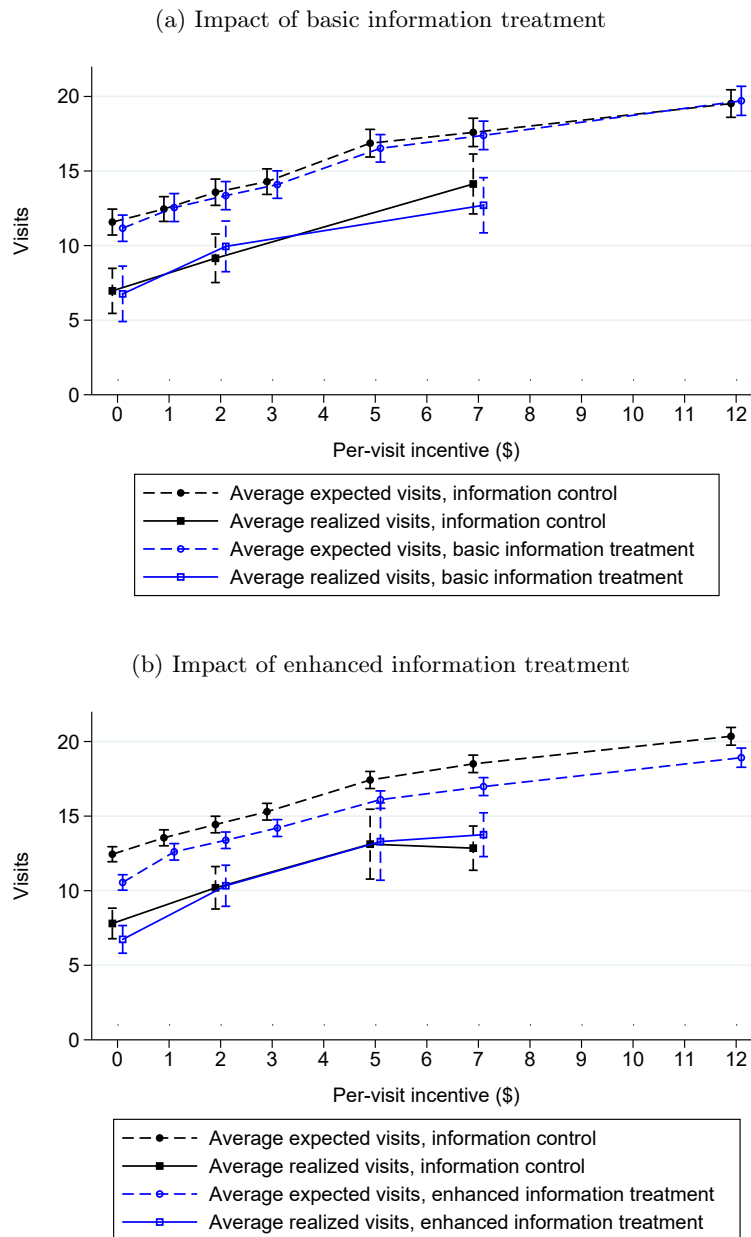 (a) Impact of basic information treatment
20
15
10
5
0
Visits
0 1 2 3 4 5 6 7 8 9 10 11 12
Per-visit incentive ($)
Average expected visits, information control
Average realized visits, information control
Average expected visits, basic information treatment
Average realized visits, basic information treatment
(b) Impact of enhanced information treatment
20
15
10
5
0
Visits
0 1 2 3 4 5 6 7 8 9 10 11 12
Per-visit incentive ($)
Average expected visits, information control
Average realized visits, information control
Average expected visits, enhanced information treatment
Average realized visits, enhanced information treatment